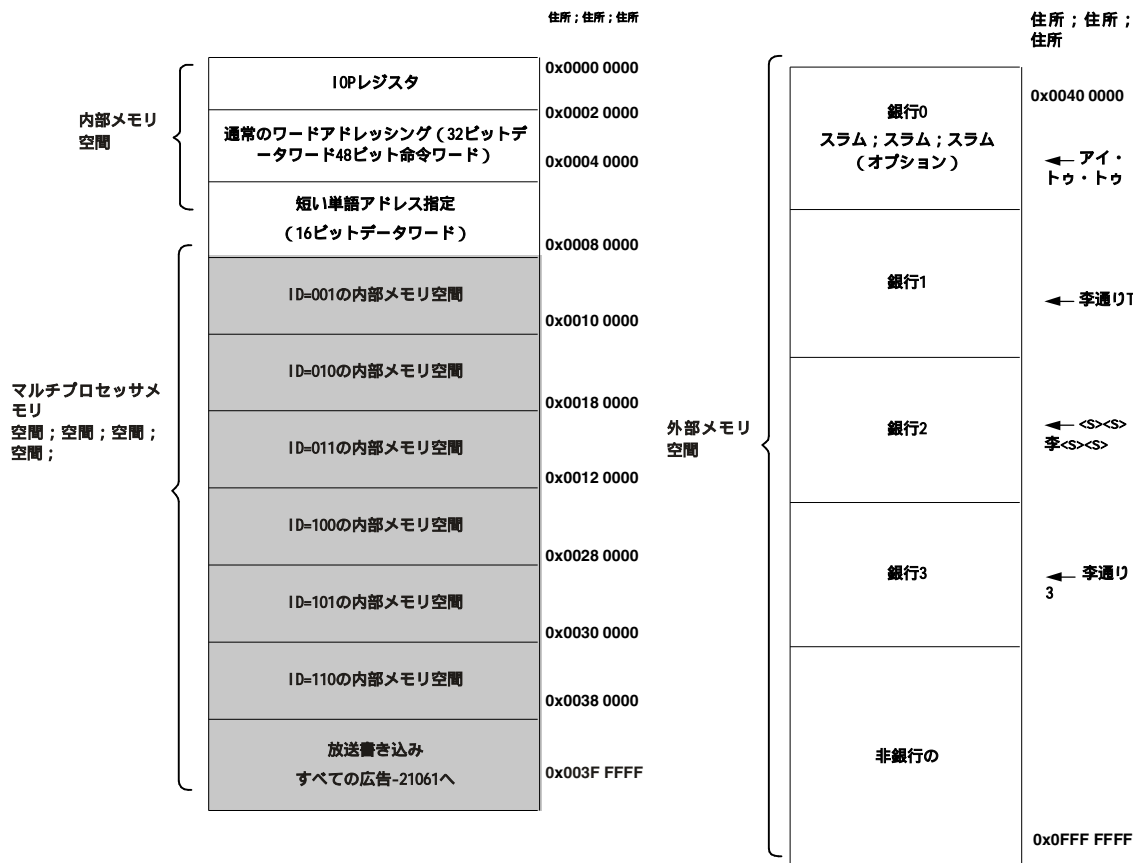 住所；住所；住所
0x0000 0000
IOPレジスタ
0x0002 0000
内部メモリ
空間
通常のワードアドレッシング（32ビットデ
ータワード48ビット命令ワード）
0x0004 0000
短い単語アドレス指定
（16ビットデータワード）
0x0008 0000
ID=001の内部メモリ空間
0x0010 0000
ID=010の内部メモリ空間
0x0018 0000
マルチプロセッサメ
モリ
空間；空間；空間；
空間；
ID=011の内部メモリ空間
0x0012 0000
ID=100の内部メモリ空間
0x0028 0000
ID=101の内部メモリ空間
0x0030 0000
ID=110の内部メモリ空間
0x0038 0000
放送書き込み
すべての広告-21061へ
0x003F FFFF
住所；住所；
住所
0x0040 0000
銀行0
スラム；スラム；スラム
（オプション）
アイ・
トゥ・トゥ
銀行1
李通りT
外部メモリ
空間
銀行2
<S><S>
李<S><S>
銀行3
李通り
3
非銀行の
0x0FFF FFFF